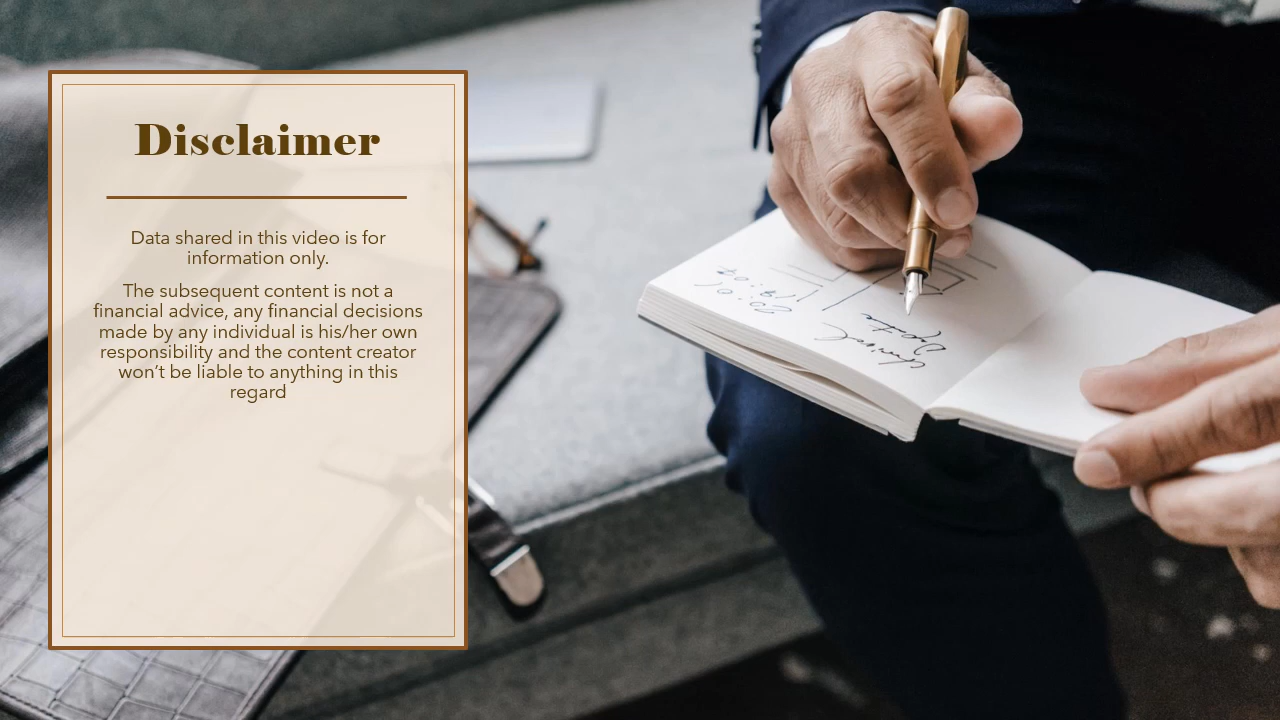 Disclaimer
Data shared in this video is for
information only.
The subsequent content is not a
financial advice, any financial decisions
made by any individual is his/her own
responsibility and the content creator
won’t be liable to anything in this
regard